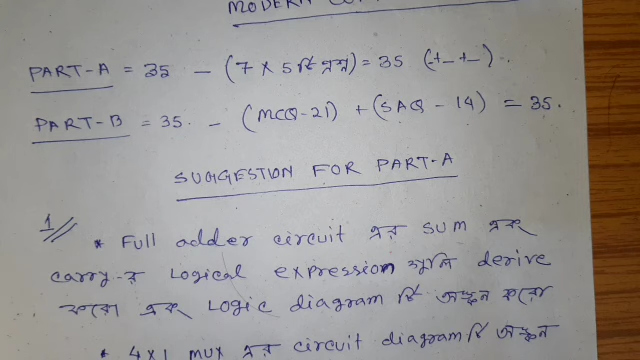 MODERN
PART-A = 35 - (7 X 5 টি প্রশ্ন) = 35 (-+-+-).
PART-B = 35. - (MCQ-21) + (SAQ - 14) = 35.
SUGGESTION FOR PART-A
1// * Full adder circuit এর SUM এবং
carry-র Logical expression গুলি derive
করো এবং Logic diagram টি অঙ্কন করো
* 4x1 mux এর circuit diagram টি অঙ্কন